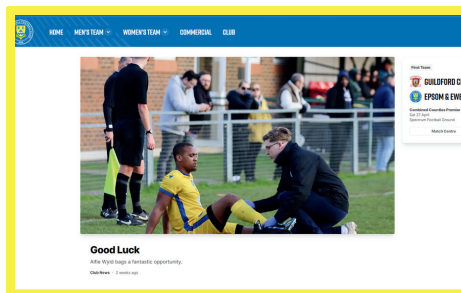 HOME MEN'S TEAM WOMEN'S TEAM COMMERCIAL CLUB
First Team
GUILDFORD C
EPSOM & EWE
Combined Counties Premier
Sat 27 April
Spectrum Football Ground
Match Centre
Good Luck
Alfie Wyld bags a fantastic opportunity.
Club News - 2 weeks ago